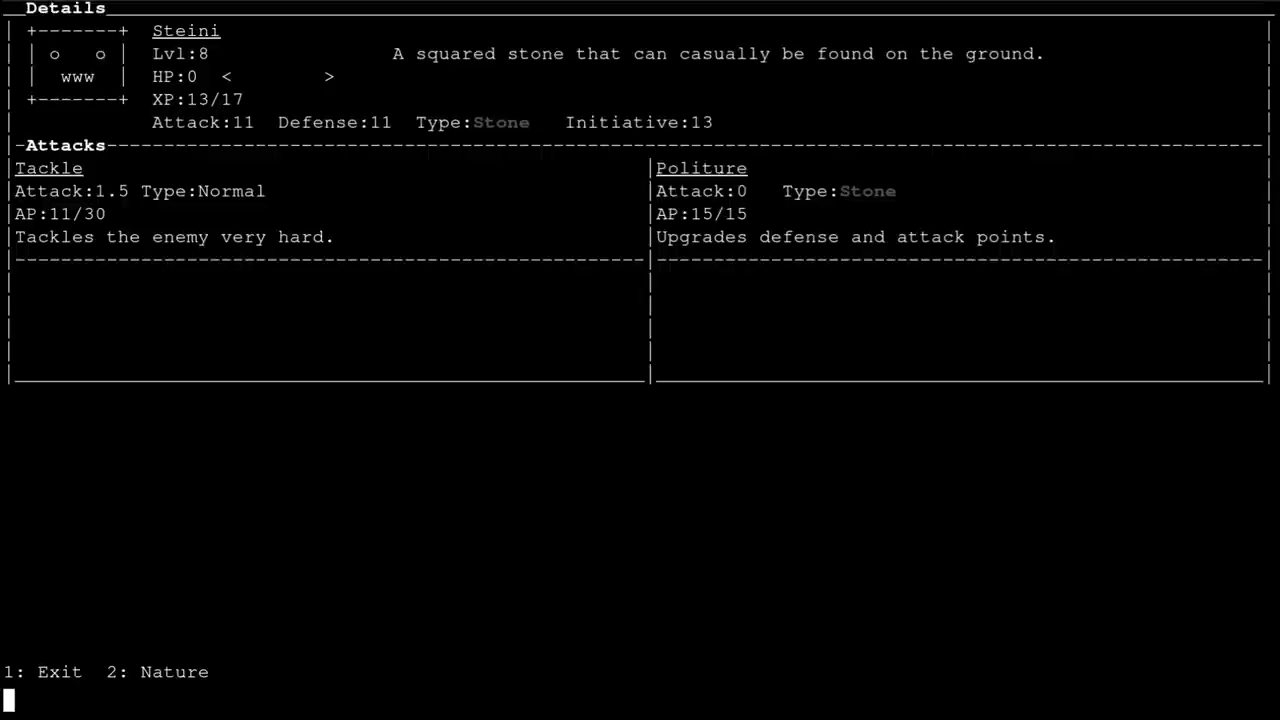 Details
+-------+ Steini
| o   o | Lvl:8 A squared stone that can casually be found on the ground.
|  www  | HP:0 <        >
+-------+ XP:13/17
Attack:11 Defense:11 Type:Stone Initiative:13
Attacks
Tackle
Attack:1.5 Type:Normal
AP:11/30
Tackles the enemy very hard.
Politure
Attack:0 Type:Stone
AP:15/15
Upgrades defense and attack points.
1: Exit 2: Nature